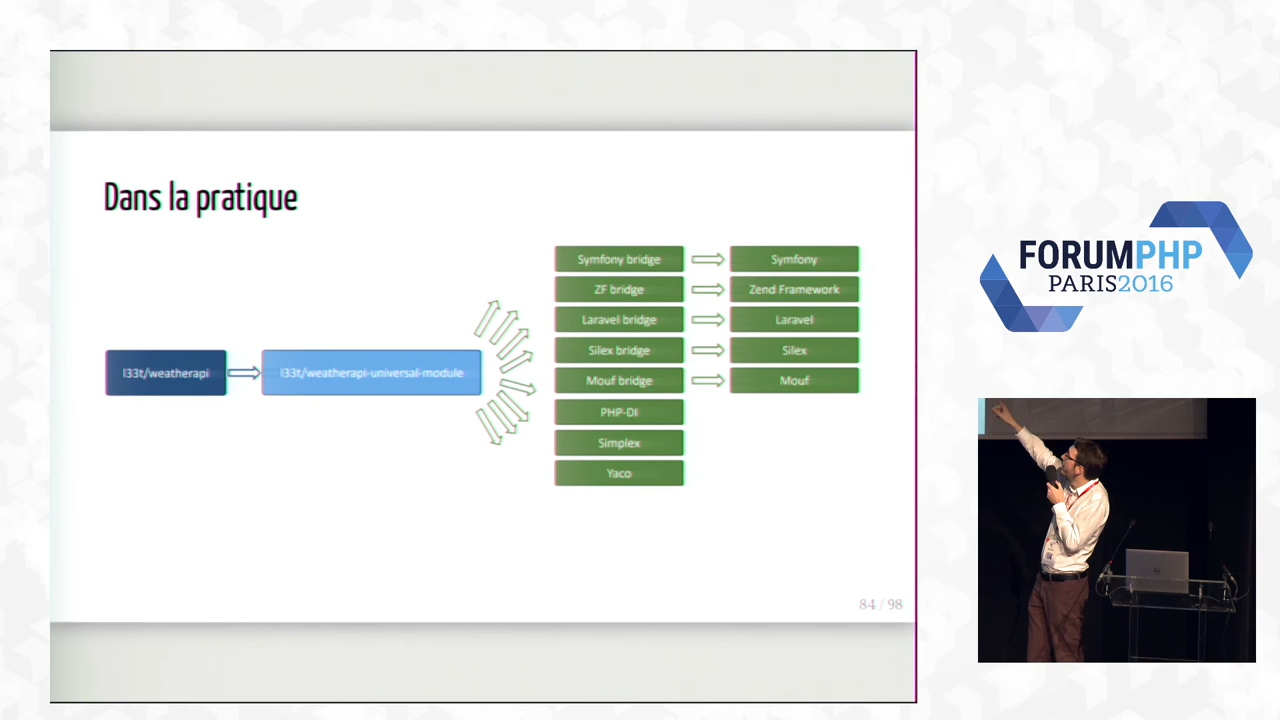 Dans la pratique
l33t/weatherapi
l33t/weatherapi-universal-module
Symfony bridge
Symfony
ZF bridge
Zend Framework
Laravel bridge
Laravel
Silex bridge
Silex
Mouf bridge
Mouf
PHP-DI
Simplex
Yaco
84 / 98
FORUMPHP
PARIS2016